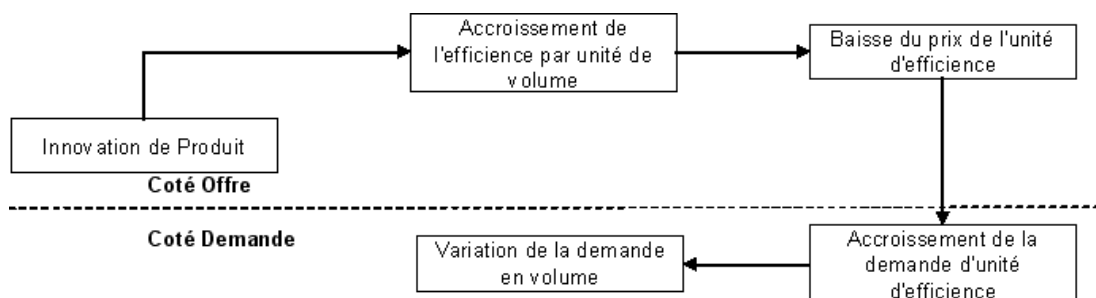 Accroissement de
l'efficience par unité de
volume
Baisse du prix de l'unité
d'efficience
Innovation de Produit
Coté Offre
Coté Demande
Variation de la demande
en volume
Accroissement de la
demande d'unité
d'efficience